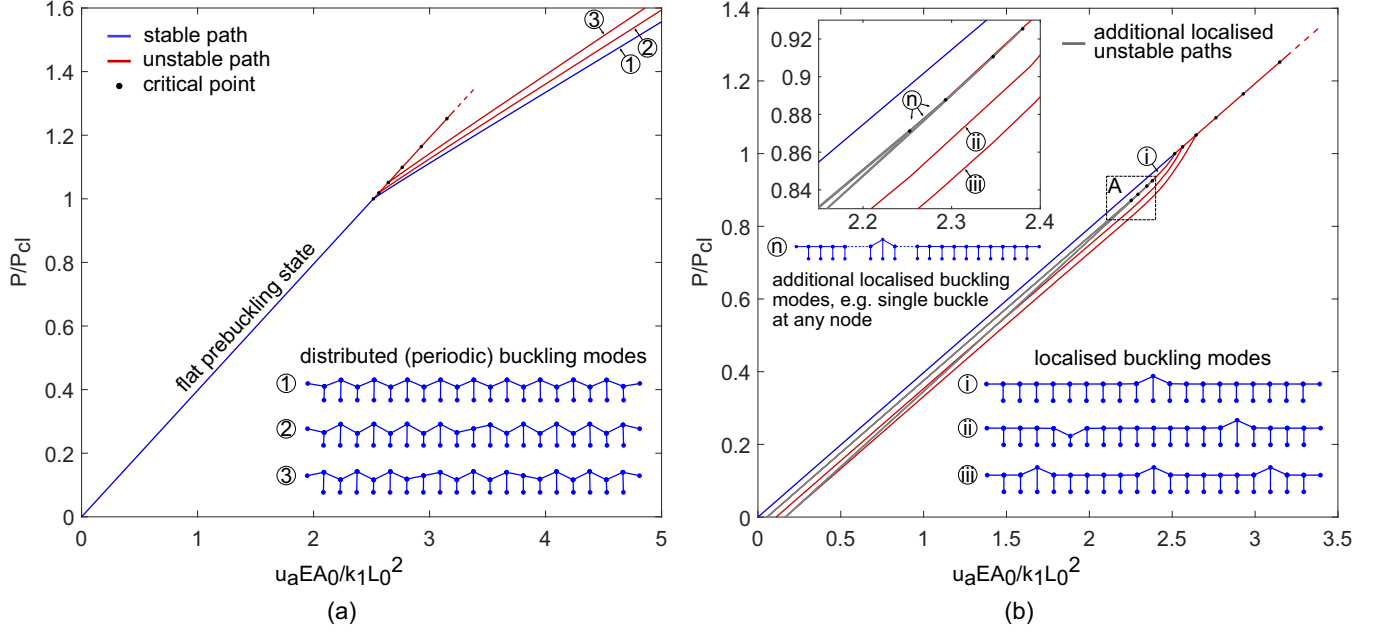 1.6
1.4
1.2
1
0.8
0.6
0.4
0.2
0
P/Pcl
stable path
unstable path
critical point
③
②
①
flat prebuckling state
distributed (periodic) buckling modes
①
②
③
0 1 2 3 4 5
uaEA0/k1L0²
(a)
1.4
1.2
1
0.8
0.6
0.4
0.2
0
P/Pcl
0.92
0.9
0.88
0.86
0.84
2.2 2.3 2.4
ⓝ
ⓘⓘ
ⓘⓘⓘ
additional localised
unstable paths
ⓘ
A
ⓝ
additional localised buckling
modes, e.g. single buckle
at any node
localised buckling modes
ⓘ
ⓘⓘ
ⓘⓘⓘ
0 0.5 1 1.5 2 2.5 3 3.5
uaEA0/k1L0²
(b)